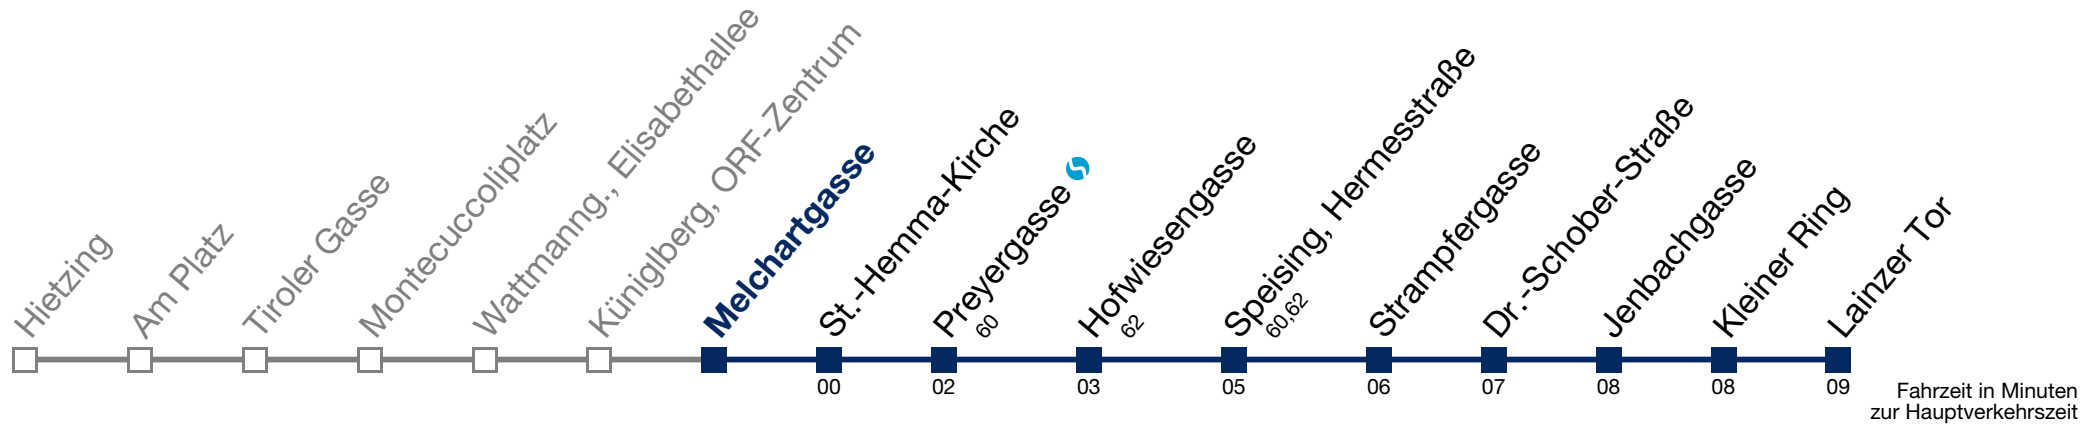 Hietzing
Am Platz
Tiroler Gasse
Montecuccoliplatz
Wattmanng., Elisabethallee
Küniglberg, ORF-Zentrum
Melchartgasse
St.-Hemma-Kirche
Preyergasse
60
Hofwiesengasse
62
Speising, Hermesstraße
60,62
Strampfergasse
Dr.-Schober-Straße
Jenbachgasse
Kleiner Ring
Lainzer Tor
00 02 03 05 06 07 08 08 09
Fahrzeit in Minuten
zur Hauptverkehrszeit